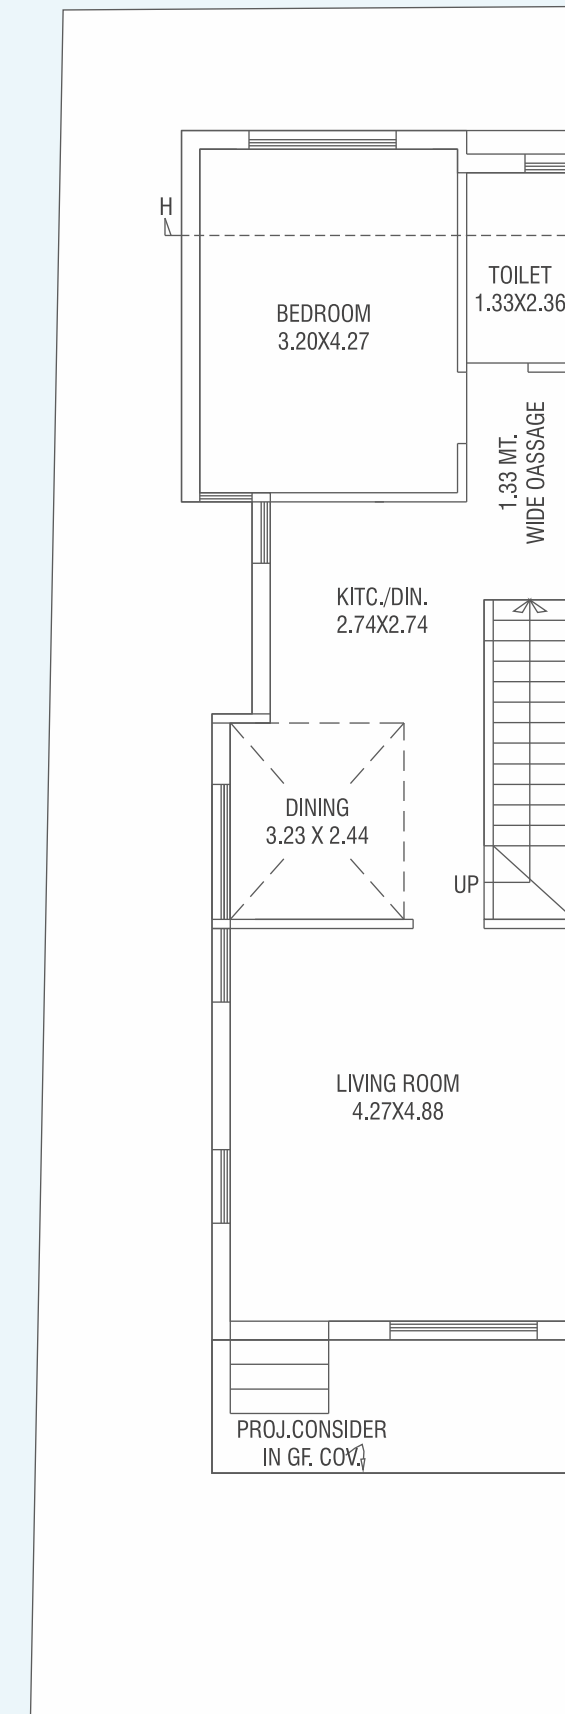 H
TOILET
1.33X2.36
BEDROOM
3.20X4.27
1.33 MT.
WIDE OASSAGE
KITC./DIN.
2.74X2.74
DINING
3.23 X 2.44
UP
LIVING ROOM
4.27X4.88
PROJ.CONSIDER
IN GF. COV.